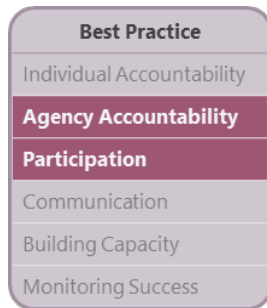 Best Practice
Individual Accountability
Agency Accountability
Participation
Communication
Building Capacity
Monitoring Success